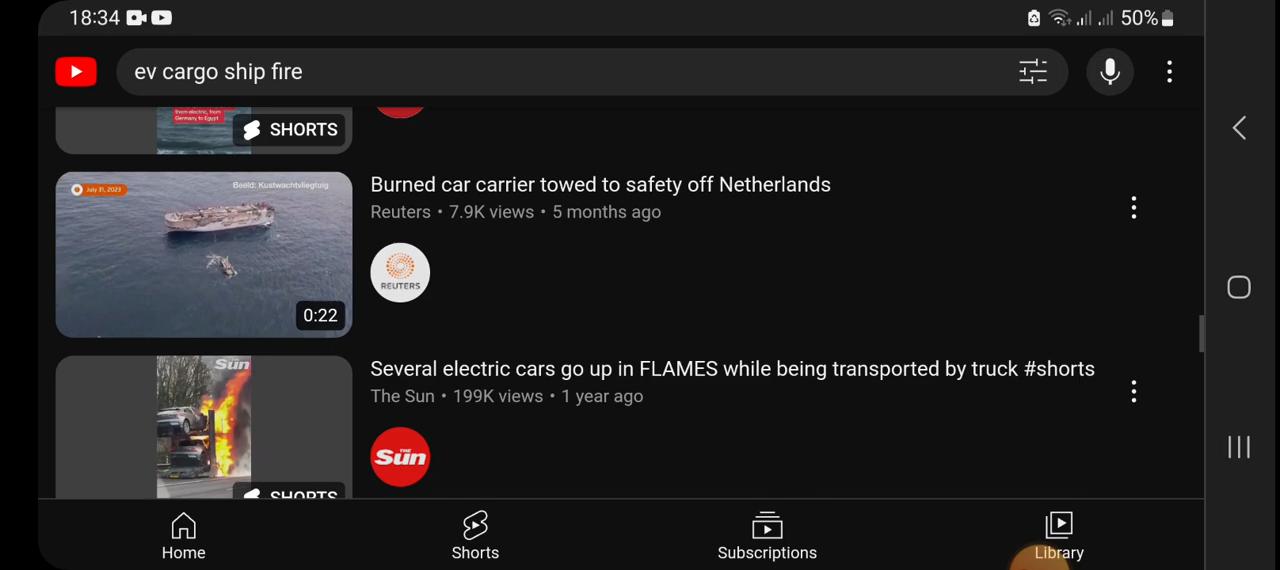 18:34
50%
ev cargo ship fire
them electric, from
Germany to Egypt
SHORTS
July 31, 2023
Beeld: Kustwachtvliegtuig
0:22
Burned car carrier towed to safety off Netherlands
Reuters • 7.9K views • 5 months ago
REUTERS
Sun
SHORTS
Several electric cars go up in FLAMES while being transported by truck #shorts
The Sun • 199K views • 1 year ago
THE Sun
Home
Shorts
Subscriptions
Library